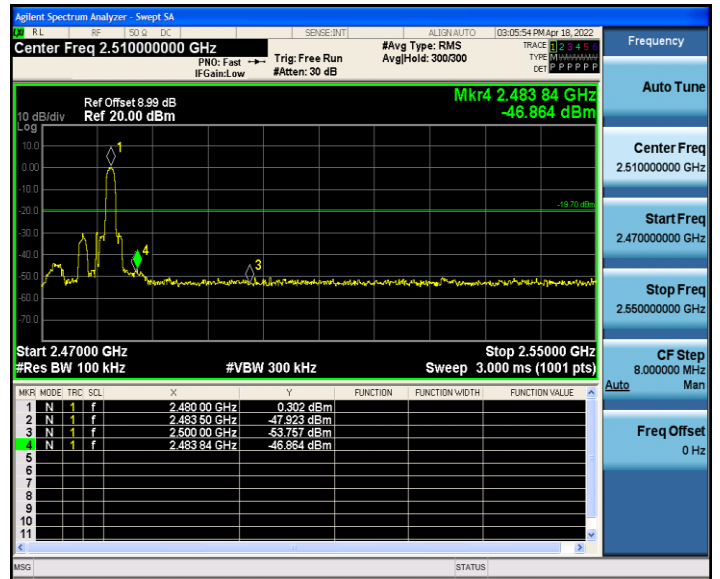 Agilent Spectrum Analyzer - Swept SA
RL RF 50 Ω DC SENSE:INT ALIGNAUTO 03:05:54 PM Apr 18, 2022
Center Freq 2.510000000 GHz
PNO: Fast
IFGain:Low
Trig: Free Run
#Atten: 30 dB
#Avg Type: RMS
Avg|Hold: 300/300
TRACE 1 2 3 4 5 6
TYPE M
DET P P P P P P
Frequency
Auto Tune
Center Freq
2.510000000 GHz
Start Freq
2.470000000 GHz
Stop Freq
2.550000000 GHz
CF Step
8.000000 MHz
Auto Man
Freq Offset
0 Hz
Mkr4 2.483 84 GHz
-46.864 dBm
Ref Offset 8.99 dB
10 dB/div Ref 20.00 dBm
Log
10.0
0.00
-10.0
-20.0
-30.0
-40.0
-50.0
-60.0
-70.0
1
4
3
-19.70 dBm
Start 2.47000 GHz Stop 2.55000 GHz
#Res BW 100 kHz #VBW 300 kHz Sweep 3.000 ms (1001 pts)
MKR MODE TRC SCL X Y FUNCTION FUNCTION WIDTH FUNCTION VALUE
1 N 1 f 2.480 00 GHz 0.302 dBm
2 N 1 f 2.483 50 GHz -47.923 dBm
3 N 1 f 2.500 00 GHz -53.757 dBm
4 N 1 f 2.483 84 GHz -46.864 dBm
5
6
7
8
9
10
11
MSG STATUS